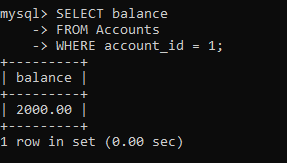 mysql> SELECT balance
    -> FROM Accounts
    -> WHERE account_id = 1;
+---------+
| balance |
+---------+
| 2000.00 |
+---------+
1 row in set (0.00 sec)